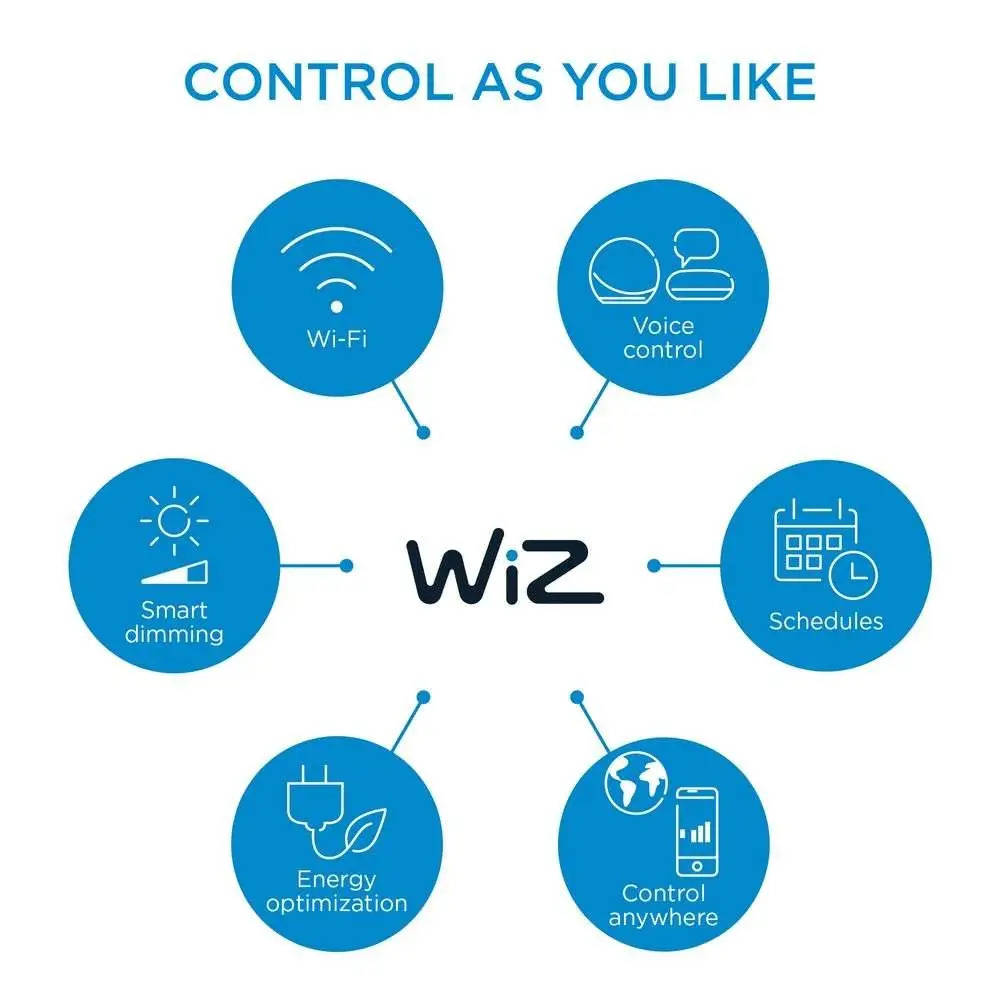 CONTROL AS YOU LIKE
Wi-Fi
Voice
control
Smart
dimming
WiZ
Schedules
Energy
optimization
Control
anywhere